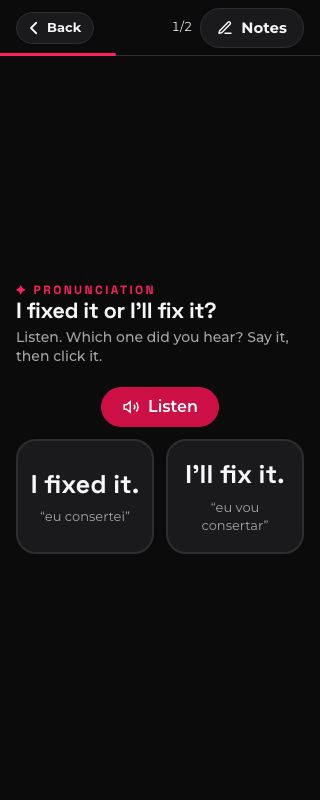 Back
1/2
Notes
PRONUNCIATION
I fixed it or I’ll fix it?
Listen. Which one did you hear? Say it,
then click it.
Listen
I fixed it.
“eu consertei”
I’ll fix it.
“eu vou
consertar”